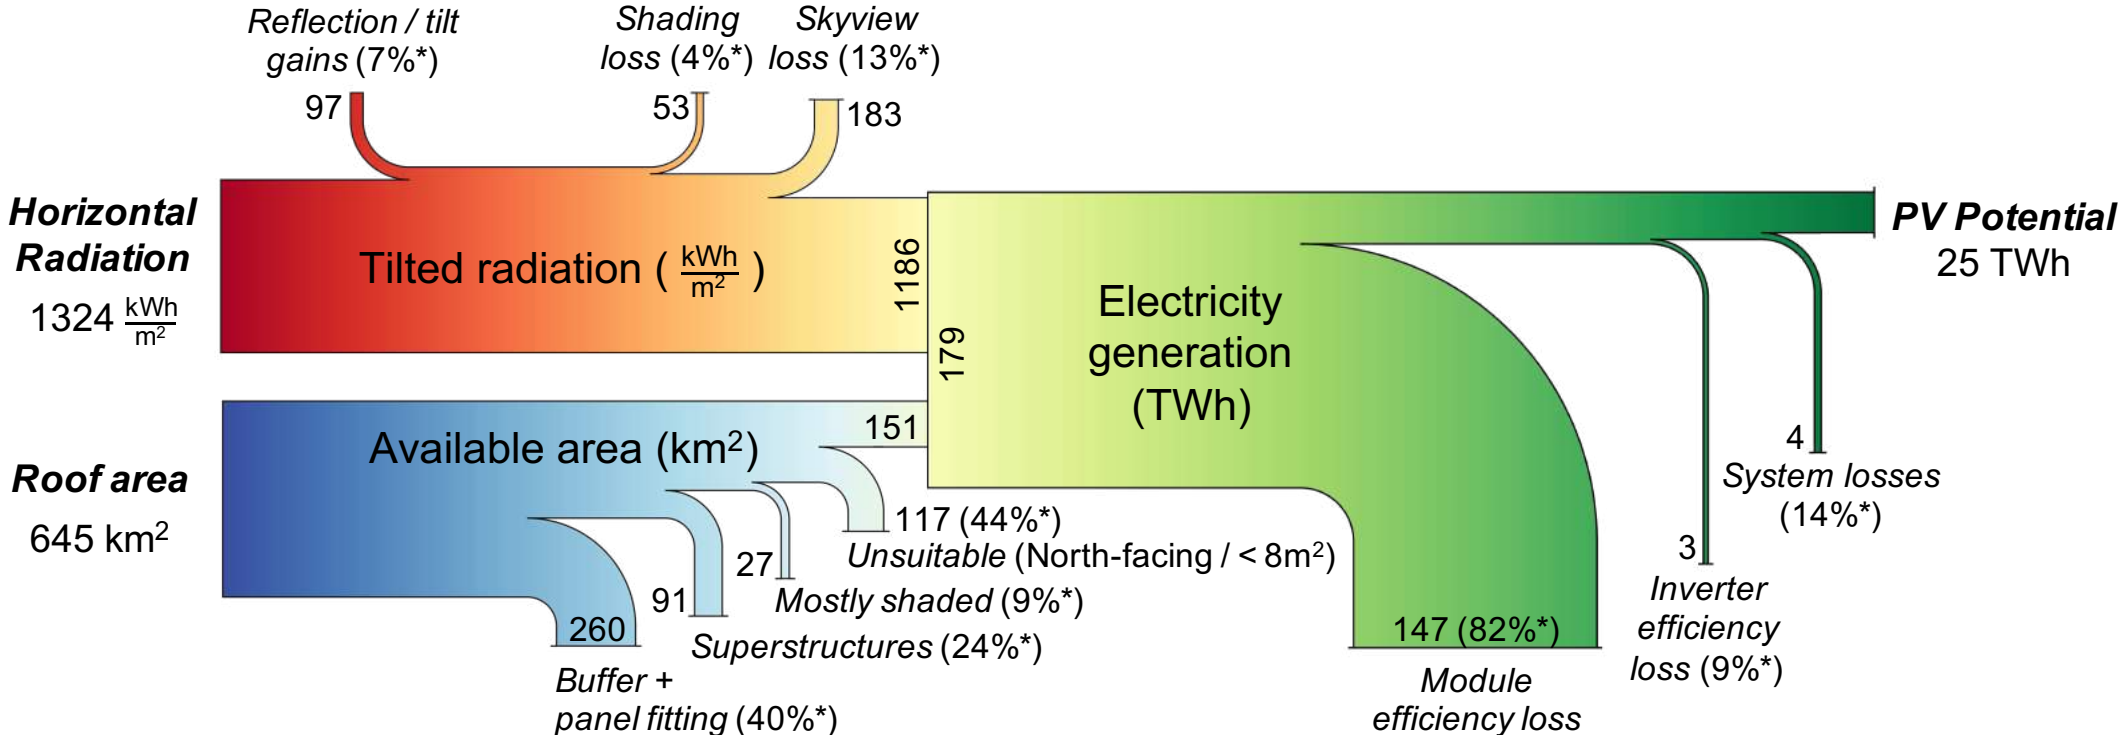 Reflection / tilt
gains (7%*)
97
Shading
loss (4%*)
53
Skyview
loss (13%*)
183
Horizontal
Radiation
1324 kWh/m²
Tilted radiation ( kWh/m² )
1186
179
Electricity
generation
(TWh)
PV Potential
25 TWh
Roof area
645 km²
Available area (km²)
151
117 (44%*)
Unsuitable (North-facing / < 8m²)
27
Mostly shaded (9%*)
91
Superstructures (24%*)
260
Buffer +
panel fitting (40%*)
147 (82%*)
Module
efficiency loss
3
Inverter
efficiency
loss (9%*)
4
System losses
(14%*)